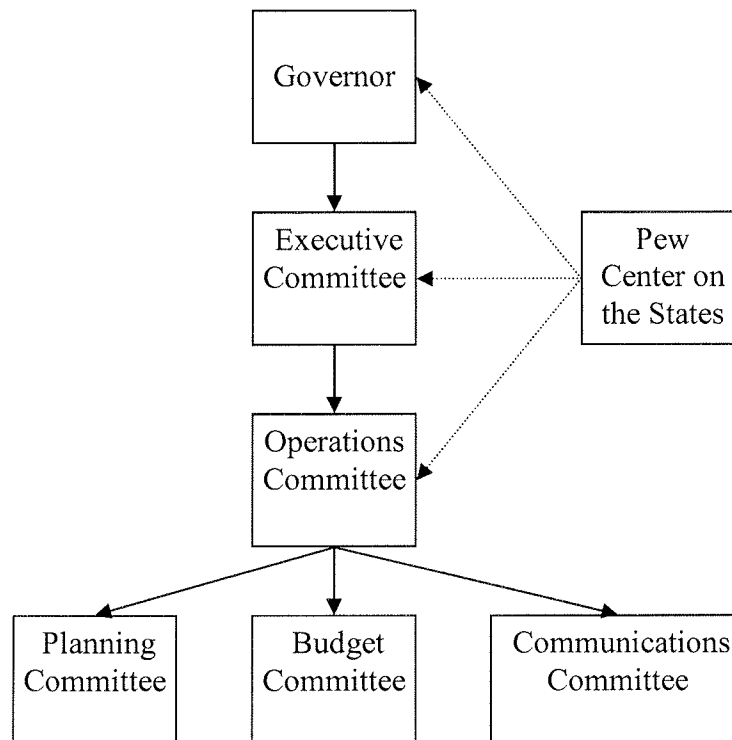 Governor
Executive
Committee
Pew
Center on
the States
Operations
Committee
Planning
Committee
Budget
Committee
Communications
Committee